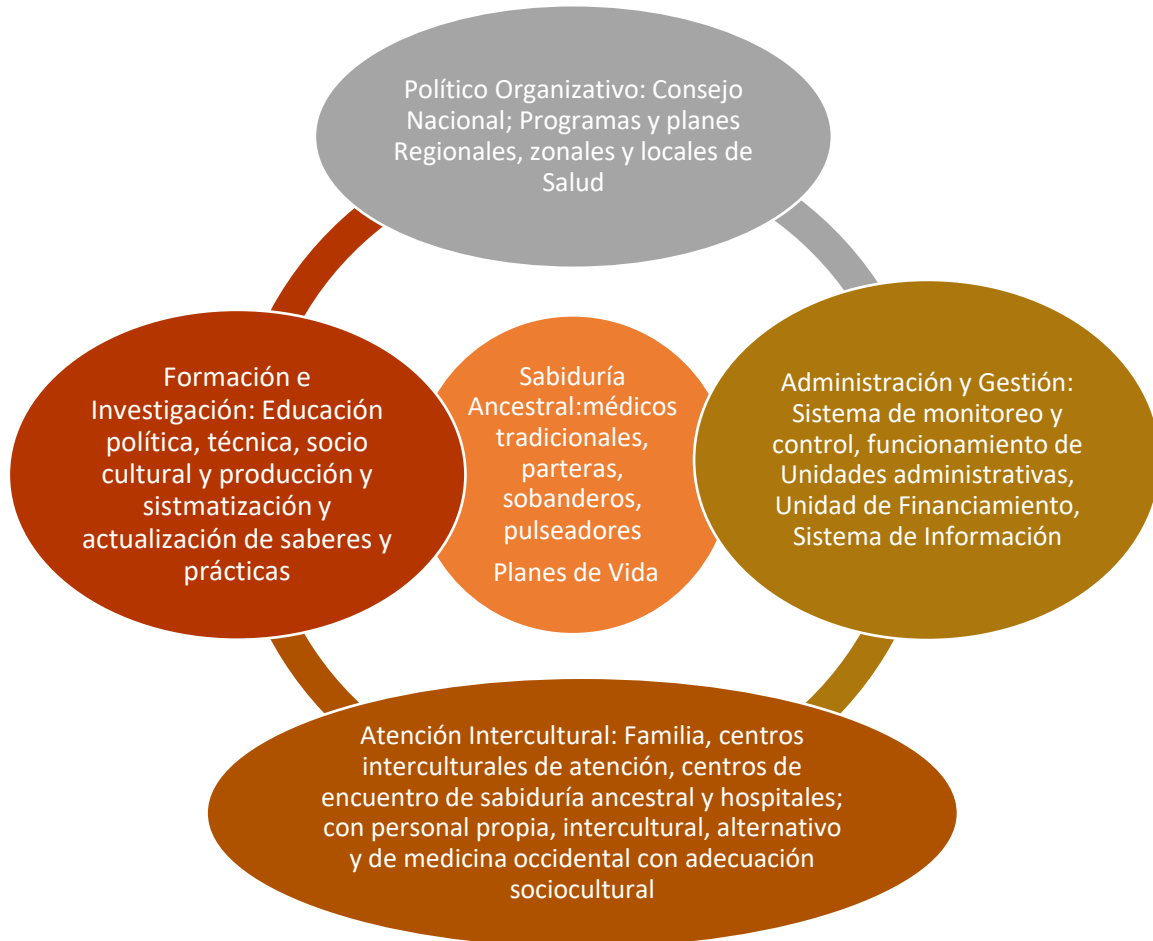 Político Organizativo: Consejo
Nacional; Programas y planes
Regionales, zonales y locales de
Salud
Formación e
Investigación: Educación
política, técnica, socio
cultural y producción y
sistmatización y
actualización de saberes y
prácticas
Sabiduría
Ancestral:médicos
tradicionales,
parteras,
sobanderos,
pulseadores
Planes de Vida
Administración y Gestión:
Sistema de monitoreo y
control, funcionamiento de
Unidades administrativas,
Unidad de Financiamiento,
Sistema de Información
Atención Intercultural: Familia, centros
interculturales de atención, centros de
encuentro de sabiduría ancestral y hospitales;
con personal propia, intercultural, alternativo
y de medicina occidental con adecuación
sociocultural